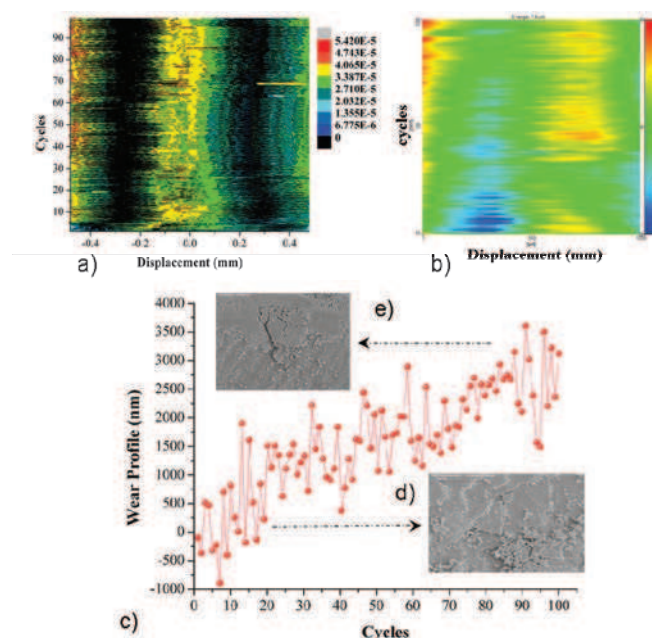 90
80
70
60
50
40
30
20
10
Cycles
-0.4
-0.2
0.0
0.2
0.4
Displacement (mm)
a)
5.420E-5
4.743E-5
4.065E-5
3.387E-5
2.710E-5
2.032E-5
1.355E-5
6.775E-6
0
cycles
Displacement (mm)
b)
4000
3500
3000
2500
2000
1500
1000
500
0
-500
-1000
Wear Profile (nm)
e)
d)
0
10
20
30
40
50
60
70
80
90
100
c)
Cycles